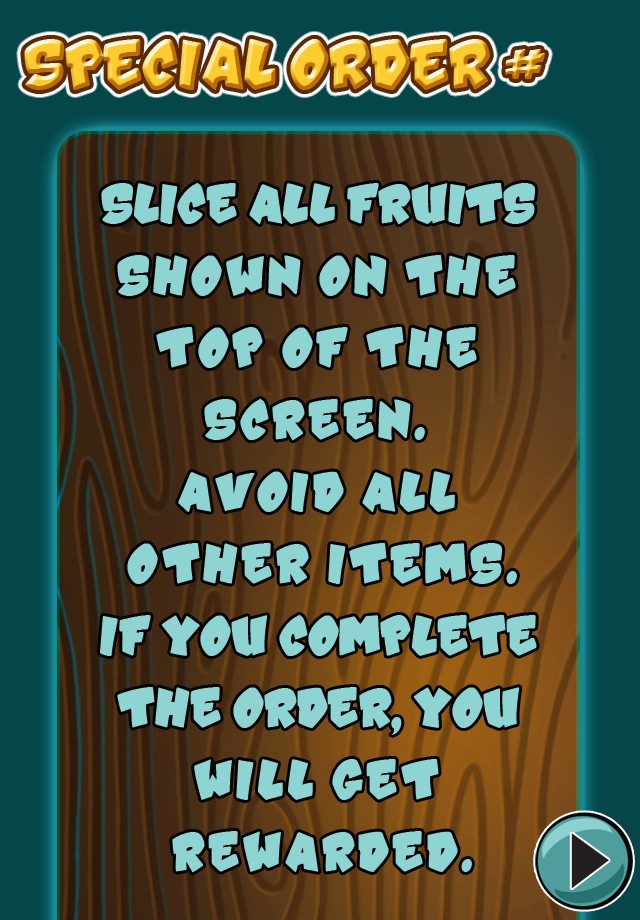 SPECIAL ORDER #
SLICE ALL FRUITS
SHOWN ON THE
TOP OF THE
SCREEN.
AVOID ALL
OTHER ITEMS.
IF YOU COMPLETE
THE ORDER, YOU
WILL GET
REWARDED.